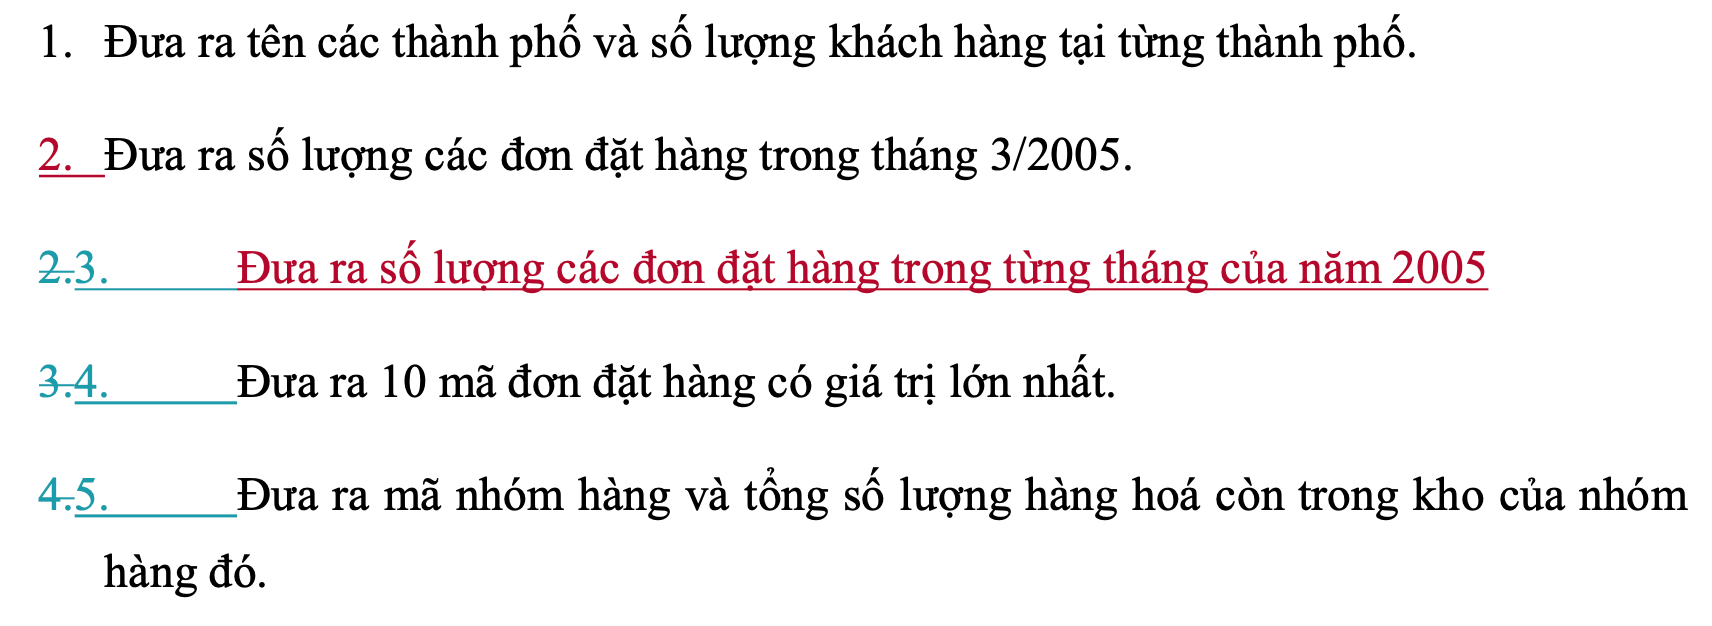 1. Đưa ra tên các thành phố và số lượng khách hàng tại từng thành phố.
2. Đưa ra số lượng các đơn đặt hàng trong tháng 3/2005.
2.3. Đưa ra số lượng các đơn đặt hàng trong từng tháng của năm 2005
3.4. Đưa ra 10 mã đơn đặt hàng có giá trị lớn nhất.
4.5. Đưa ra mã nhóm hàng và tổng số lượng hàng hoá còn trong kho của nhóm
hàng đó.